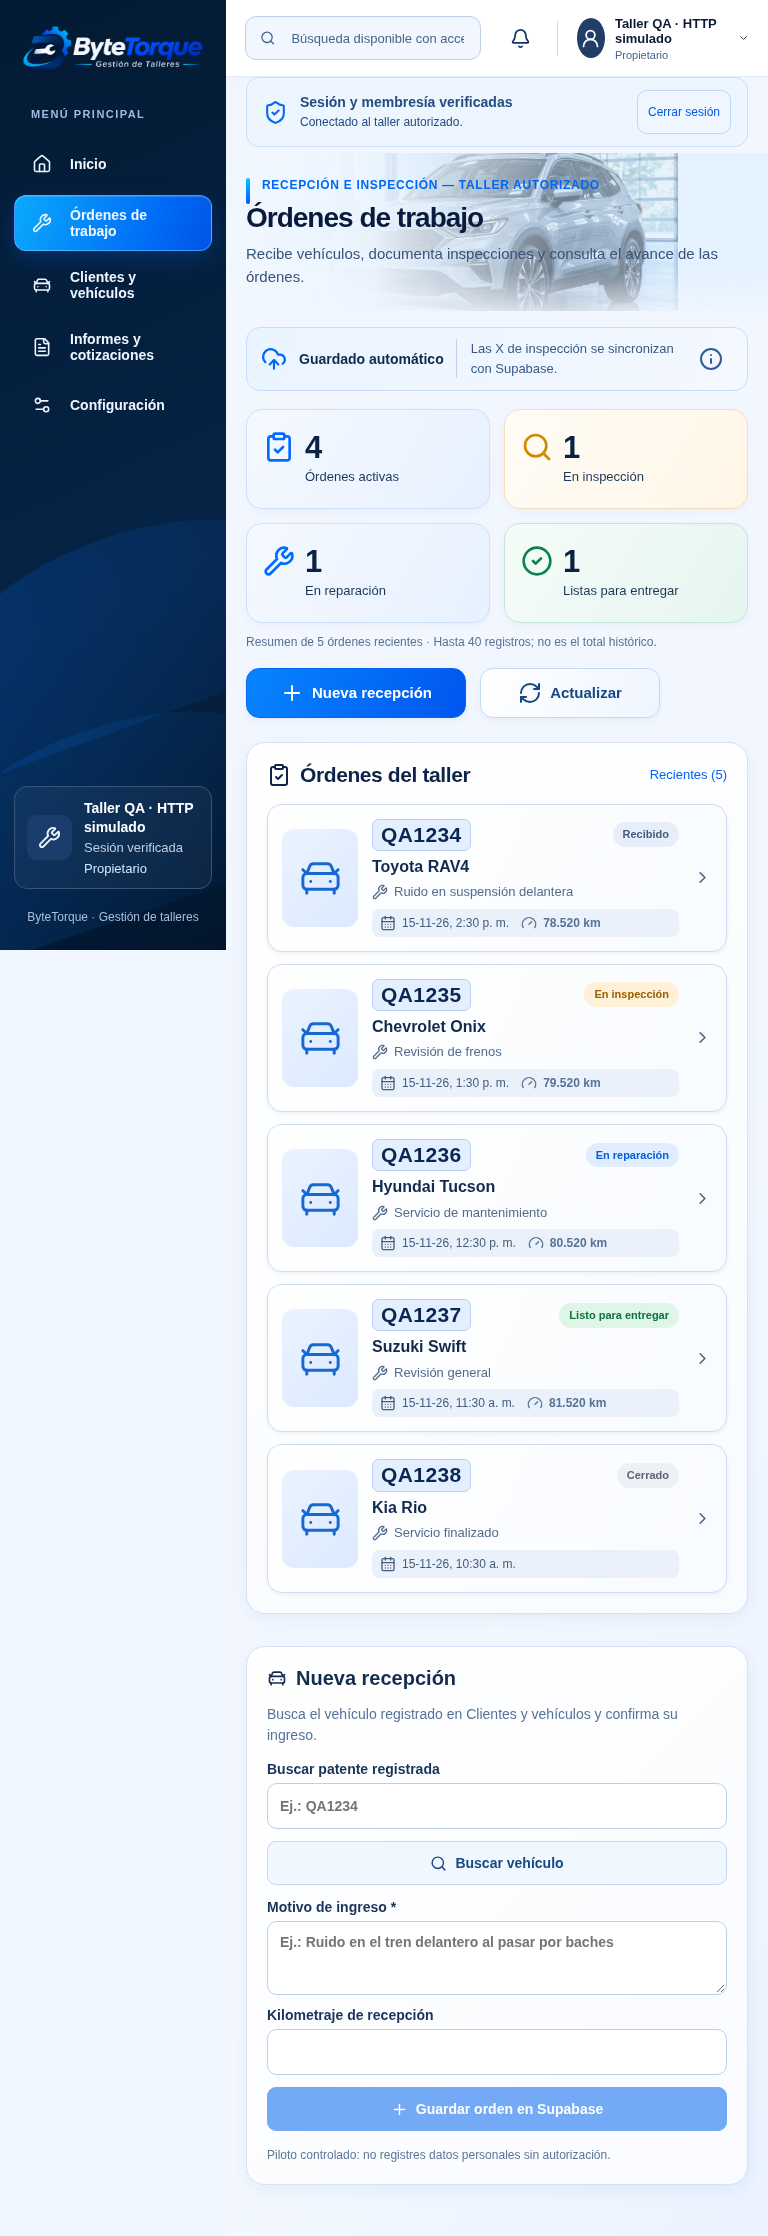 ByteTorque
Gestión de Talleres
MENÚ PRINCIPAL
Inicio
Órdenes de
trabajo
Clientes y
vehículos
Informes y
cotizaciones
Configuración
Taller QA · HTTP
simulado
Sesión verificada
Propietario
ByteTorque · Gestión de talleres
Búsqueda disponible con acce
Taller QA · HTTP
simulado
Propietario
Sesión y membresía verificadas
Conectado al taller autorizado.
Cerrar sesión
RECEPCIÓN E INSPECCIÓN — TALLER AUTORIZADO
Órdenes de trabajo
Recibe vehículos, documenta inspecciones y consulta el avance de las
órdenes.
Guardado automático
Las X de inspección se sincronizan
con Supabase.
4
Órdenes activas
1
En inspección
1
En reparación
1
Listas para entregar
Resumen de 5 órdenes recientes · Hasta 40 registros; no es el total histórico.
Nueva recepción
Actualizar
Órdenes del taller
Recientes (5)
QA1234
Recibido
Toyota RAV4
Ruido en suspensión delantera
15-11-26, 2:30 p. m. 78.520 km
QA1235
En inspección
Chevrolet Onix
Revisión de frenos
15-11-26, 1:30 p. m. 79.520 km
QA1236
En reparación
Hyundai Tucson
Servicio de mantenimiento
15-11-26, 12:30 p. m. 80.520 km
QA1237
Listo para entregar
Suzuki Swift
Revisión general
15-11-26, 11:30 a. m. 81.520 km
QA1238
Cerrado
Kia Rio
Servicio finalizado
15-11-26, 10:30 a. m.
Nueva recepción
Busca el vehículo registrado en Clientes y vehículos y confirma su
ingreso.
Buscar patente registrada
Ej.: QA1234
Buscar vehículo
Motivo de ingreso *
Ej.: Ruido en el tren delantero al pasar por baches
Kilometraje de recepción
Guardar orden en Supabase
Piloto controlado: no registres datos personales sin autorización.